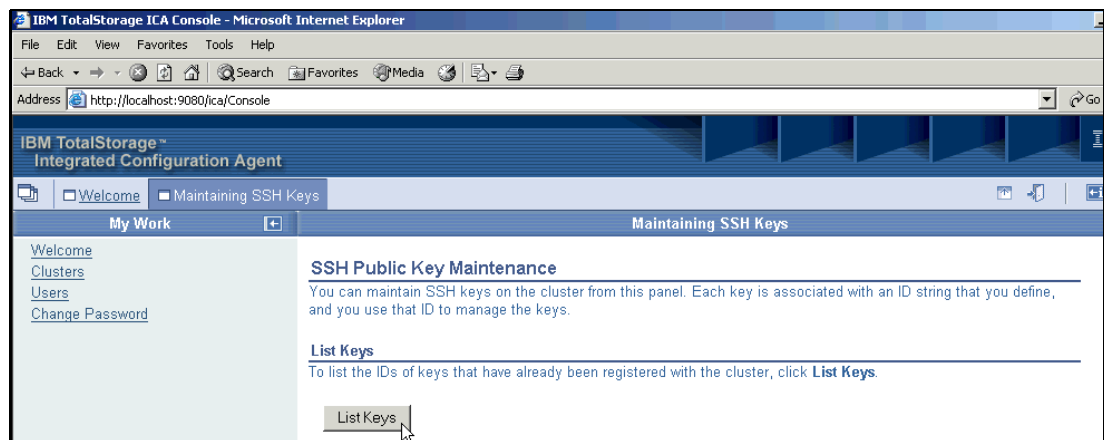 IBM TotalStorage ICA Console - Microsoft Internet Explorer
File Edit View Favorites Tools Help
Back Search Favorites Media
Address http://localhost:9080/ica/Console Go
IBM TotalStorage™
Integrated Configuration Agent
Welcome Maintaining SSH Keys
My Work Maintaining SSH Keys
Welcome
Clusters
Users
Change Password
SSH Public Key Maintenance
You can maintain SSH keys on the cluster from this panel. Each key is associated with an ID string that you define,
and you use that ID to manage the keys.
List Keys
To list the IDs of keys that have already been registered with the cluster, click List Keys.
List Keys